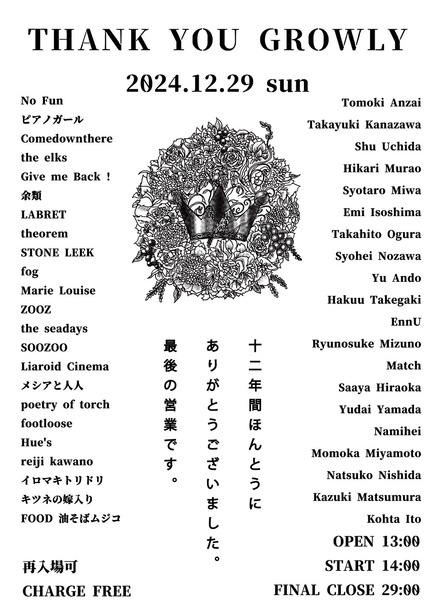 THANK YOU GROWLY
2024.12.29 sun
No Fun
ピアノガール
Comedownthere
the elks
Give me Back !
余類
LABRET
theorem
STONE LEEK
fog
Marie Louise
ZOOZ
the seadays
SOOZOO
Liaroid Cinema
メシアと人人
poetry of torch
footloose
Hue's
reiji kawano
イロマキトリドリ
キツネの嫁入り
FOOD 油そばムジコ
Tomoki Anzai
Takayuki Kanazawa
Shu Uchida
Hikari Murao
Syotaro Miwa
Emi Isoshima
Takahito Ogura
Syohei Nozawa
Yu Ando
Hakuu Takegaki
EnnU
Ryunosuke Mizuno
Match
Saaya Hiraoka
Yudai Yamada
Namihei
Momoka Miyamoto
Natsuko Nishida
Kazuki Matsumura
Kohta Ito
十二年間ほんとうに
ありがとうございました。
最後の営業です。
再入場可
CHARGE FREE
OPEN 13:00
START 14:00
FINAL CLOSE 29:00